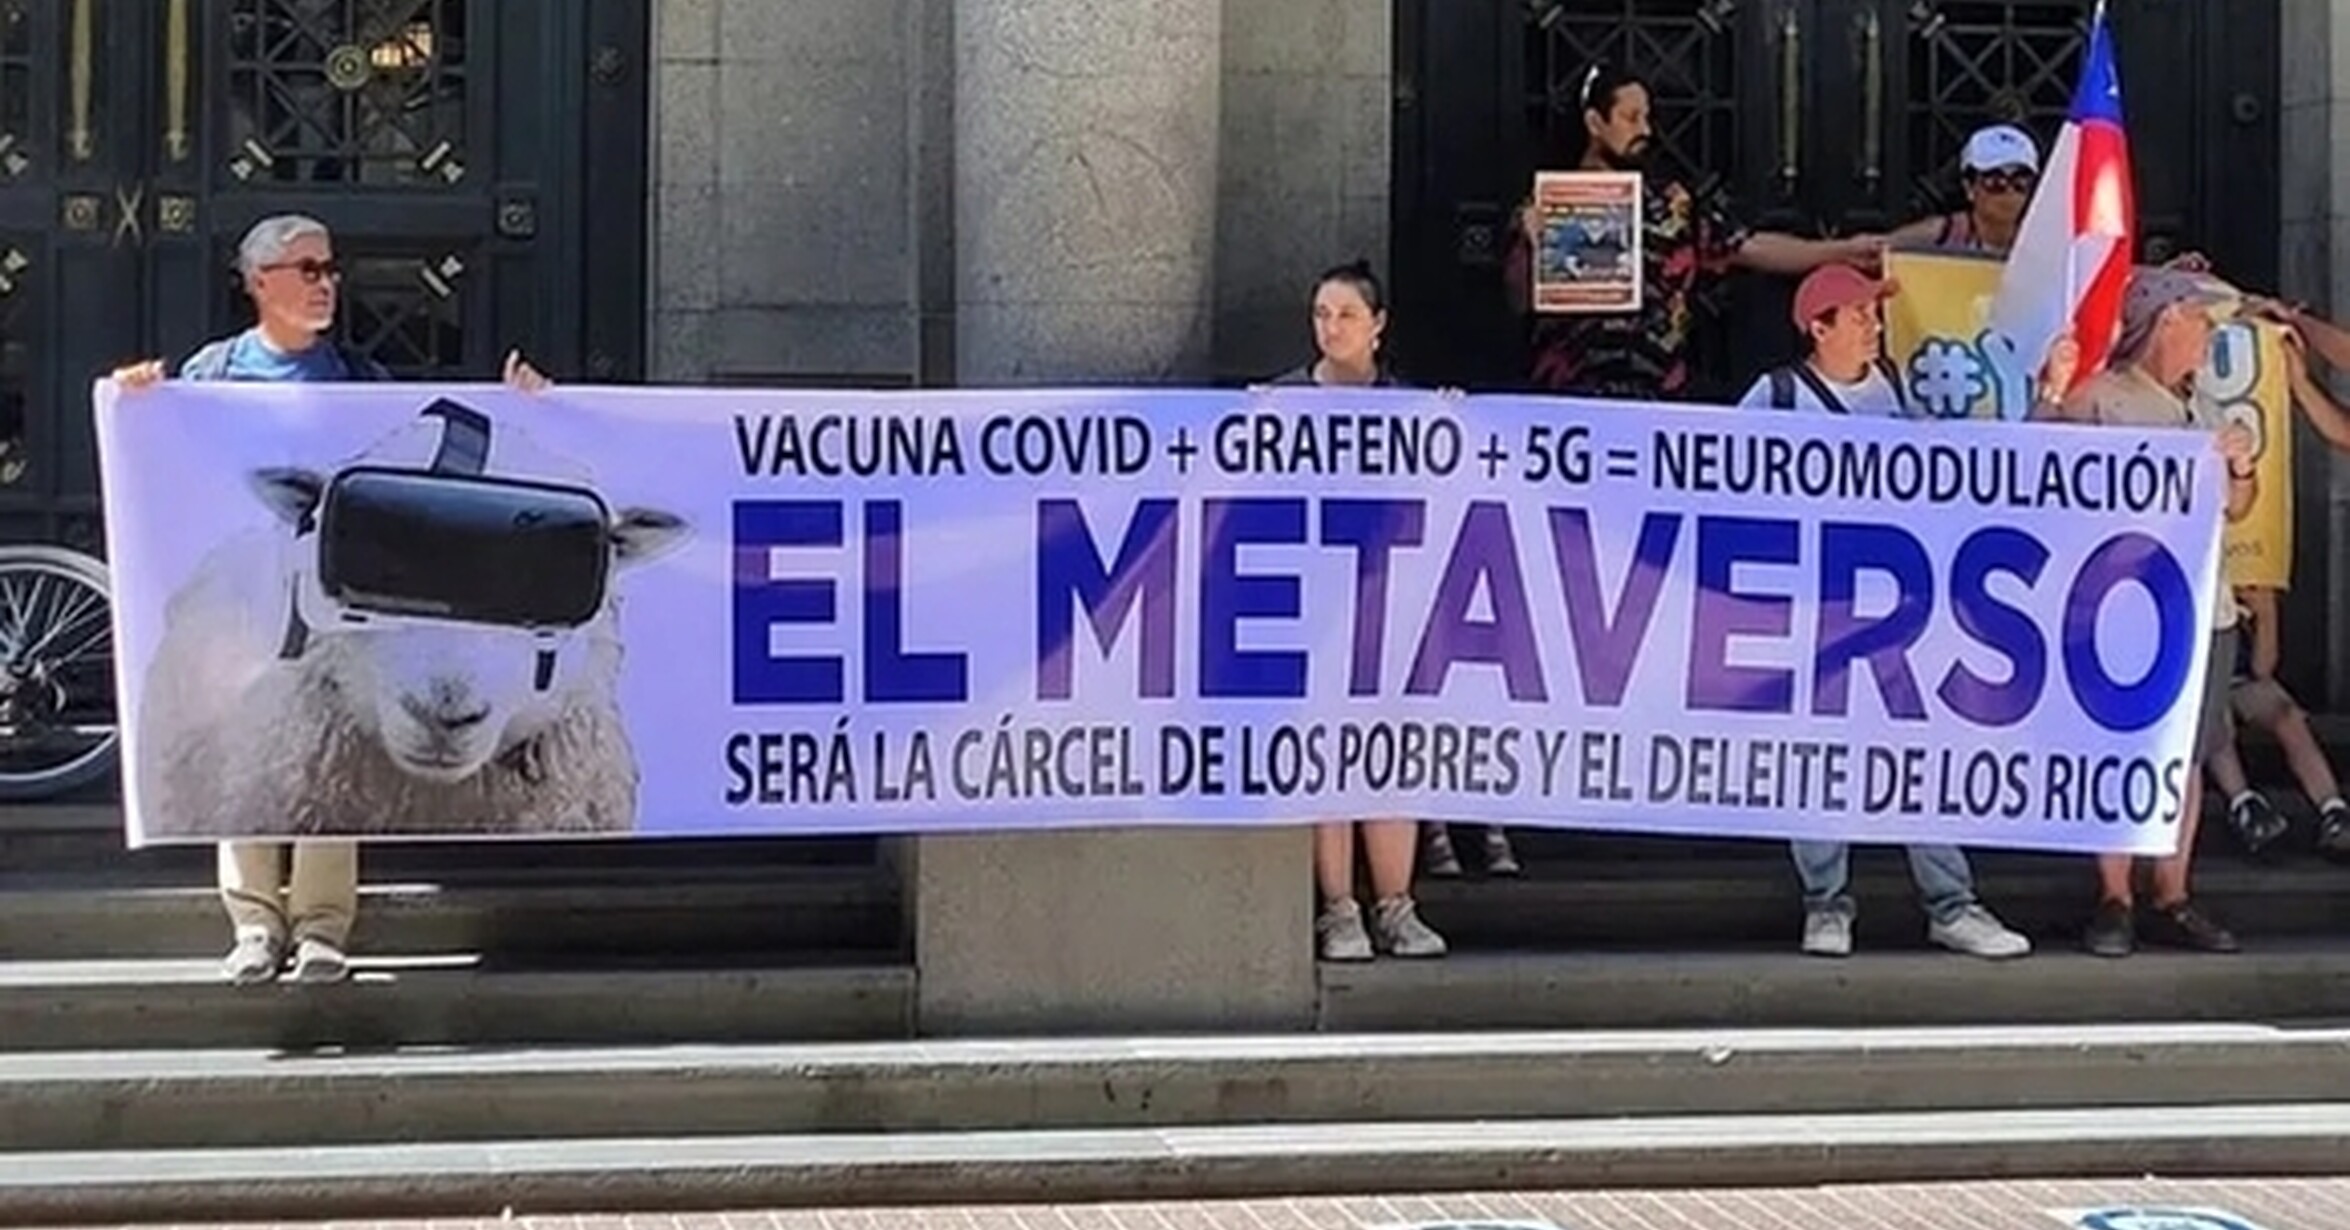 VACUNA COVID + GRAFENO + 5G = NEUROMODULACIÓN
EL METAVERSO
SERÁ LA CÁRCEL DE LOS POBRES Y EL DELEITE DE LOS RICOS